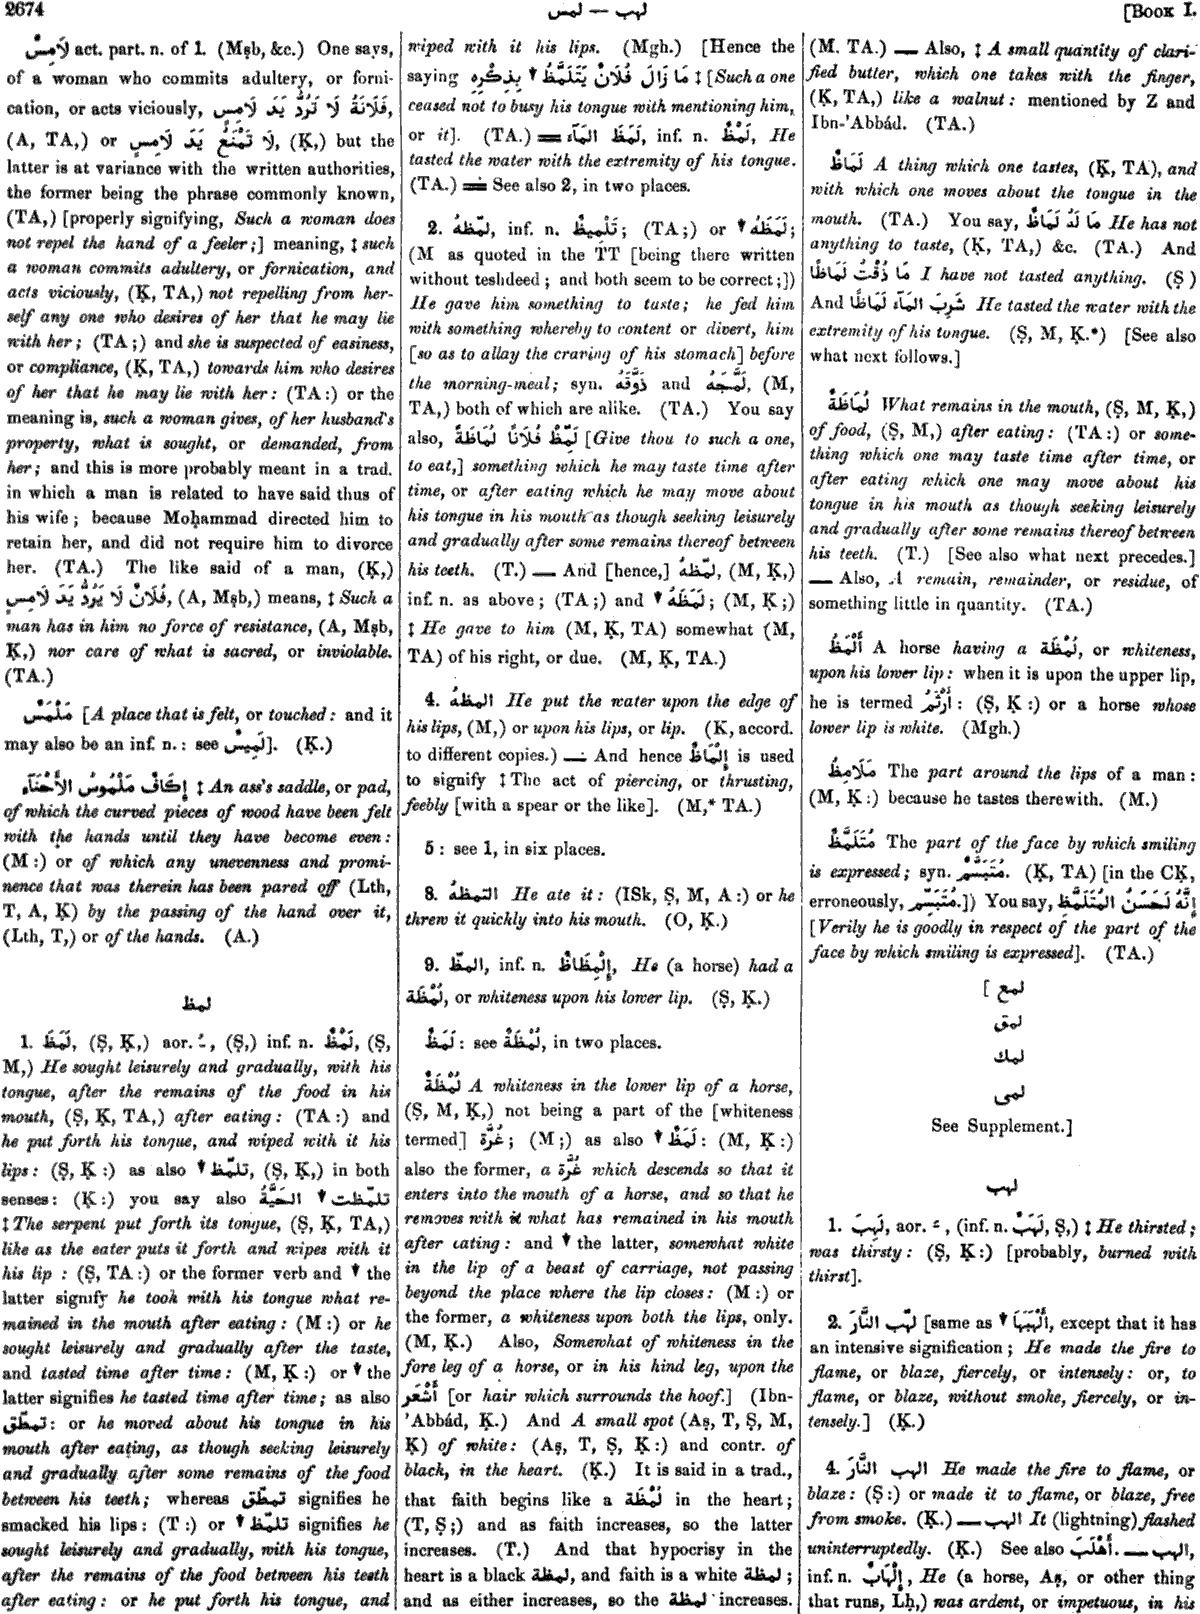 2674
لمس — لهب
[Book I.
لَامِسٌ act. part. n. of 1. (Mṣb, &c.) One says,
of a woman who commits adultery, or forni-
cation, or acts viciously, فُلَانَةُ لَا تَرُدُّ يَدَ لَامِسٍ,
(A, TA,) or لَا تَمْنَعُ يَدَ لَامِسٍ, (Ḳ,) but the
latter is at variance with the written authorities,
the former being the phrase commonly known,
(TA,) [properly signifying, Such a woman does
not repel the hand of a feeler;] meaning, ‡ such
a woman commits adultery, or fornication, and
acts viciously, (Ḳ, TA,) not repelling from her-
self any one who desires of her that he may lie
with her; (TA;) and she is suspected of easiness,
or compliance, (Ḳ, TA,) towards him who desires
of her that he may lie with her: (TA:) or the
meaning is, such a woman gives, of her husband's
property, what is sought, or demanded, from
her; and this is more probably meant in a trad.
in which a man is related to have said thus of
his wife; because Moḥammad directed him to
retain her, and did not require him to divorce
her. (TA.) The like said of a man, (Ḳ,)
فُلَانٌ لَا يَرُدُّ يَدَ لَامِسٍ, (A, Mṣb,) means, ‡ Such a
man has in him no force of resistance, (A, Mṣb,
Ḳ,) nor care of what is sacred, or inviolable.
(TA.)
مَلْمَسٌ [A place that is felt, or touched: and it
may also be an inf. n.: see لَمِيسٌ]. (Ḳ.)
إِكَافٌ مَلْمُوسُ الأَحْنَآءِ ‡ An ass's saddle, or pad,
of which the curved pieces of wood have been felt
with the hands until they have become even:
(M:) or of which any unevenness and promi-
nence that was therein has been pared off (Lth,
T, A, Ḳ) by the passing of the hand over it,
(Lth, T,) or of the hands. (A.)
لمظ
1. لَمَظَ, (Ṣ, Ḳ,) aor. ـُ, (Ṣ,) inf. n. لَمْظٌ, (Ṣ,
M,) He sought leisurely and gradually, with his
tongue, after the remains of the food in his
mouth, (Ṣ, Ḳ, TA,) after eating: (TA:) and
he put forth his tongue, and wiped with it his
lips: (Ṣ, Ḳ:) as also ▼ تلمّظ, (Ṣ, Ḳ,) in both
senses: (Ḳ:) you say also تلمّظت ▼ الحَيَّةُ
‡ The serpent put forth its tongue, (Ṣ, Ḳ, TA,)
like as the eater puts it forth and wipes with it
his lip: (Ṣ, TA:) or the former verb and ▼ the
latter signify he took with his tongue what re-
mained in the mouth after eating: (M:) or he
sought leisurely and gradually after the taste,
and tasted time after time: (M, Ḳ:) or ▼ the
latter signifies he tasted time after time; as also
تمطّق: or he moved about his tongue in his
mouth after eating, as though seeking leisurely
and gradually after some remains of the food
between his teeth; whereas تمطّق signifies he
smacked his lips: (T:) or ▼ تلمّظ signifies he
sought leisurely and gradually, with his tongue,
after the remains of the food between his teeth
after eating: or he put forth his tongue, and
wiped with it his lips. (Mgh.) [Hence the
saying مَا زَالَ فُلَانٌ يَتَلَمَّظُ ▼ بِذِكْرِهِ ‡ [Such a one
ceased not to busy his tongue with mentioning him,
or it]. (TA.) ═ لَمَظَ المَآءَ, inf. n. لَمْظٌ, He
tasted the water with the extremity of his tongue.
(TA.) ═ See also 2, in two places.
2. لمّظهُ, inf. n. تَلْمِيظٌ; (TA;) or ▼ لَمَظَهُ;
(M as quoted in the TT [being there written
without teshdeed; and both seem to be correct;])
He gave him something to taste; he fed him
with something whereby to content or divert, him
[so as to allay the craving of his stomach] before
the morning-meal; syn. ذَوَّقَهُ and لَمَّجَهُ, (M,
TA,) both of which are alike. (TA.) You say
also, لَمِّظْ فُلَانًا لُمَاظَةً [Give thou to such a one,
to eat,] something which he may taste time after
time, or after eating which he may move about
his tongue in his mouth as though seeking leisurely
and gradually after some remains thereof between
his teeth. (T.) — And [hence,] لمّظهُ, (M, Ḳ,)
inf. n. as above; (TA;) and ▼ لَمَظَهُ; (M, Ḳ;)
‡ He gave to him (M, Ḳ, TA) somewhat (M,
TA) of his right, or due. (M, Ḳ, TA.)
4. المظهُ He put the water upon the edge of
his lips, (M,) or upon his lips, or lip. (K, accord.
to different copies.) — And hence إِلْمَاظٌ is used
to signify ‡ The act of piercing, or thrusting,
feebly [with a spear or the like]. (M,* TA.)
5: see 1, in six places.
8. التمظهُ He ate it: (ISk, Ṣ, M, A:) or he
threw it quickly into his mouth. (O, Ḳ.)
9. المظّ, inf. n. إِلْمِظَاظٌ, He (a horse) had a
لُمْظَة, or whiteness upon his lower lip. (Ṣ, Ḳ.)
لَمَظٌ: see لُمْظَةٌ, in two places.
لُمْظَةٌ A whiteness in the lower lip of a horse,
(Ṣ, M, Ḳ,) not being a part of the [whiteness
termed] غُرَّة; (M;) as also ▼ لَمَظٌ: (M, Ḳ:)
also the former, a غُرَّة which descends so that it
enters into the mouth of a horse, and so that he
removes with it what has remained in his mouth
after eating: and ▼ the latter, somewhat white
in the lip of a beast of carriage, not passing
beyond the place where the lip closes: (M:) or
the former, a whiteness upon both the lips, only.
(M, Ḳ.) Also, Somewhat of whiteness in the
fore leg of a horse, or in his hind leg, upon the
أَشْعَر [or hair which surrounds the hoof.] (Ibn-
'Abbád, Ḳ.) And A small spot (Aṣ, T, Ṣ, M,
Ḳ) of white: (Aṣ, T, Ṣ, Ḳ:) and contr. of
black, in the heart. (Ḳ.) It is said in a trad.,
that faith begins like a لُمْظَة in the heart;
(T, Ṣ;) and as faith increases, so the latter
increases. (T.) And that hypocrisy in the
heart is a black لمظة, and faith is a white لمظة;
and as either increases, so the لمظة increases.
(M. TA.) — Also, ‡ A small quantity of clari-
fied butter, which one takes with the finger,
(Ḳ, TA,) like a walnut: mentioned by Z and
Ibn-'Abbád. (TA.)
لَمَاظٌ A thing which one tastes, (Ḳ, TA), and
with which one moves about the tongue in the
mouth. (TA.) You say, مَا لَهُ لَمَاظٌ He has not
anything to taste, (Ḳ, TA,) &c. (TA.) And
مَا ذُقْتُ لَمَاظًا I have not tasted anything. (Ṣ)
And شَرِبَ المَآءَ لَمَاظًا He tasted the water with the
extremity of his tongue. (Ṣ, M, Ḳ.*) [See also
what next follows.]
لُمَاظَةٌ What remains in the mouth, (Ṣ, M, Ḳ,)
of food, (Ṣ, M,) after eating: (TA:) or some-
thing which one may taste time after time, or
after eating which one may move about his
tongue in his mouth as though seeking leisurely
and gradually after some remains thereof between
his teeth. (T.) [See also what next precedes.]
— Also, A remain, remainder, or residue, of
something little in quantity. (TA.)
أَلْمَظُ A horse having a لُمْظَة, or whiteness,
upon his lower lip: when it is upon the upper lip,
he is termed أَرْثَمُ: (Ṣ, Ḳ:) or a horse whose
lower lip is white. (Mgh.)
مَلَامِظُ The part around the lips of a man:
(M, Ḳ:) because he tastes therewith. (M.)
مُتَلَمَّظٌ The part of the face by which smiling
is expressed; syn. مُتَبَسَّمٌ. (Ḳ, TA) [in the CḲ,
erroneously, مُتَبَسِّم.]) You say, إِنَّهُ لَحَسَنُ المُتَلَمَّظِ
[Verily he is goodly in respect of the part of the
face by which smiling is expressed]. (TA.)
[ لمع
لمق
لمك
لمى
See Supplement.]
لهب
1. لَهِبَ, aor. ـَ, (inf. n. لَهَبٌ, Ṣ,) ‡ He thirsted;
was thirsty: (Ṣ, Ḳ:) [probably, burned with
thirst].
2. لهّب النَّارَ [same as ▼ أَلْهَبَهَا, except that it has
an intensive signification; He made the fire to
flame, or blaze, fiercely, or intensely: or, to
flame, or blaze, without smoke, fiercely, or in-
tensely.] (Ḳ.)
4. الهب النَّارَ He made the fire to flame, or
blaze: (Ṣ:) or made it to flame, or blaze, free
from smoke. (Ḳ.) — الهب It (lightning) flashed
uninterruptedly. (Ḳ.) See also أَهْلَبَ. — الهب,
inf. n. إِلْهَابٌ, He (a horse, Aṣ, or other thing
that runs, Lḥ,) was ardent, or impetuous, in his